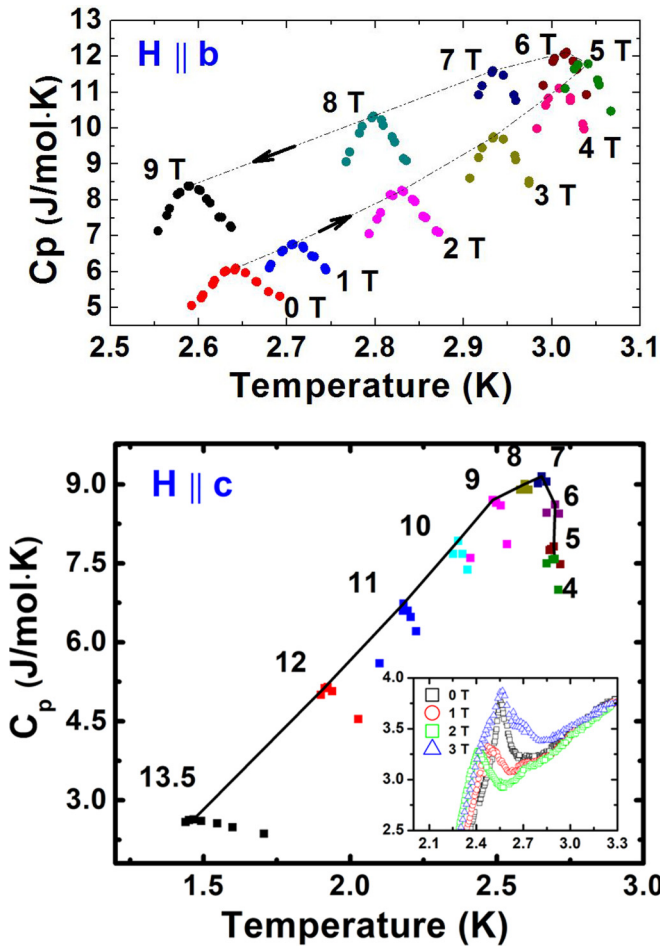 H || b
Cp (J/mol·K)
13
12
11
10
9
8
7
6
5
0 T
1 T
2 T
3 T
4 T
5 T
6 T
7 T
8 T
9 T
2.5 2.6 2.7 2.8 2.9 3.0 3.1
Temperature (K)
H || c
Cp (J/mol·K)
9.0
7.5
6.0
4.5
3.0
4
5
6
7
8
9
10
11
12
13.5
4.0
3.5
3.0
2.5
0 T
1 T
2 T
3 T
2.1 2.4 2.7 3.0 3.3
1.5 2.0 2.5 3.0
Temperature (K)